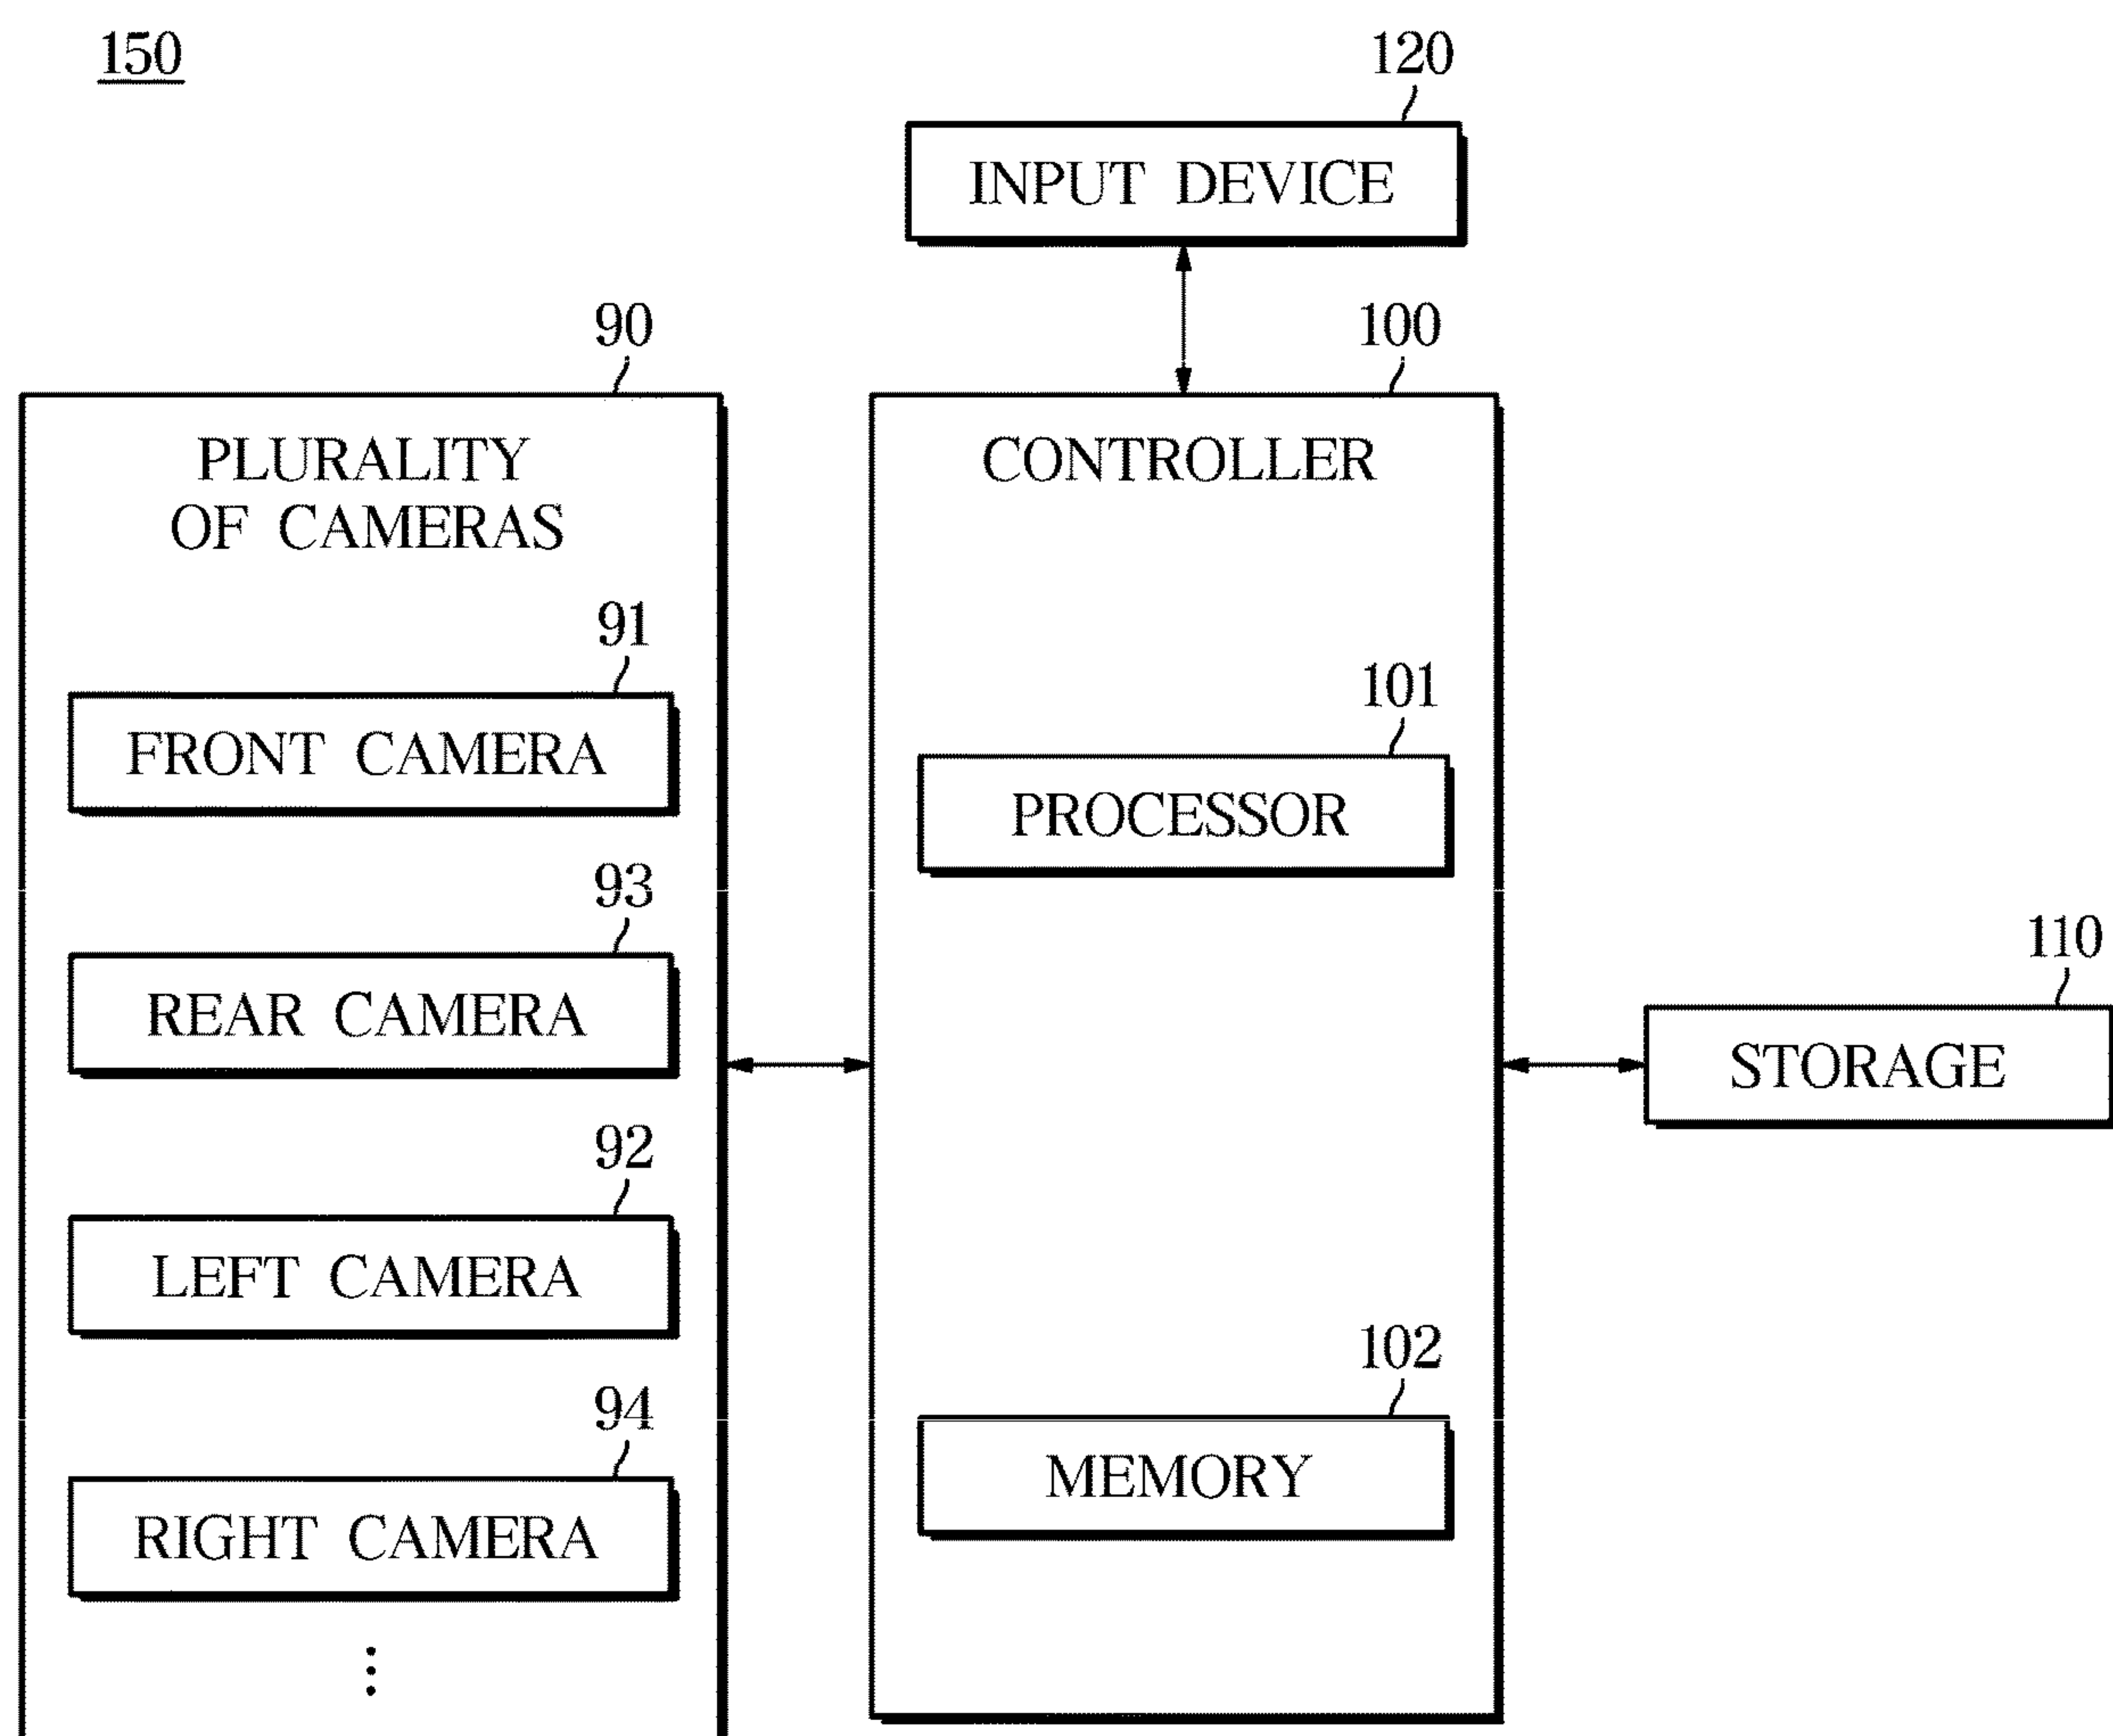 150
120
INPUT DEVICE
90
PLURALITY
OF CAMERAS
91
FRONT CAMERA
93
REAR CAMERA
92
LEFT CAMERA
94
RIGHT CAMERA
⋮
100
CONTROLLER
101
PROCESSOR
102
MEMORY
110
STORAGE